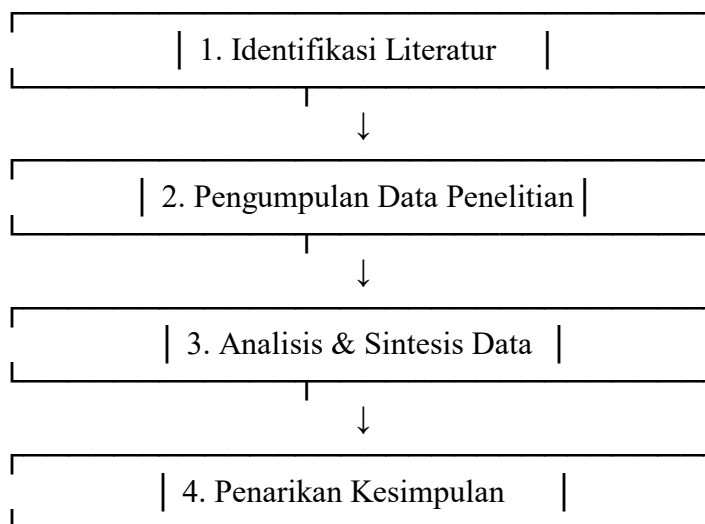 1. Identifikasi Literatur
↓
2. Pengumpulan Data Penelitian
↓
3. Analisis & Sintesis Data
↓
4. Penarikan Kesimpulan